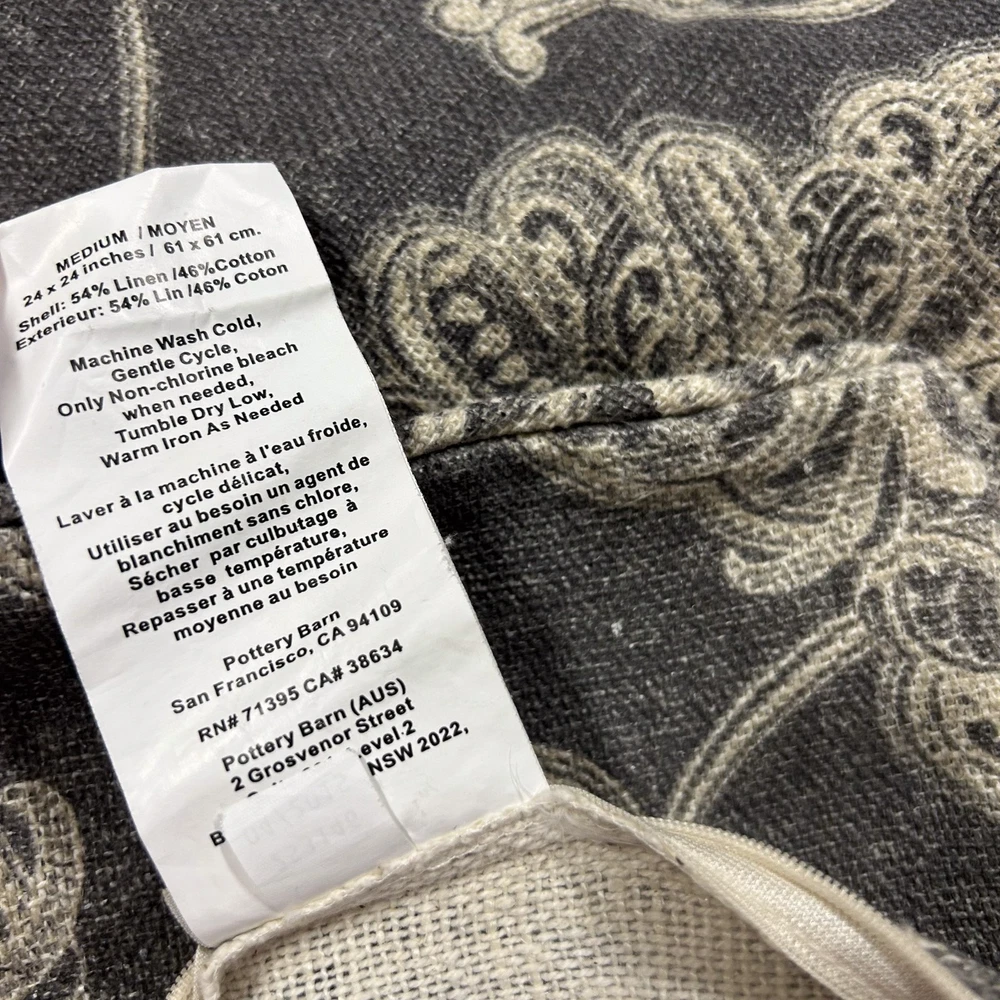 MEDIUM / MOYEN
24 x 24 inches / 61 x 61 cm.
Shell: 54% Linen /46%Cotton
Exterieur: 54% Lin /46% Coton
Machine Wash Cold,
Gentle Cycle,
Only Non-chlorine bleach
when needed,
Tumble Dry Low,
Warm Iron As Needed
Laver à la machine à l'eau froide,
cycle délicat,
Utiliser au besoin un agent de
blanchiment sans chlore,
Sécher par culbutage à
basse température,
Repasser à une température
moyenne au besoin
Pottery Barn
San Francisco, CA 94109
RN# 71395 CA# 38634
Pottery Barn (AUS)
2 Grosvenor Street
Level 2
NSW 2022,
B